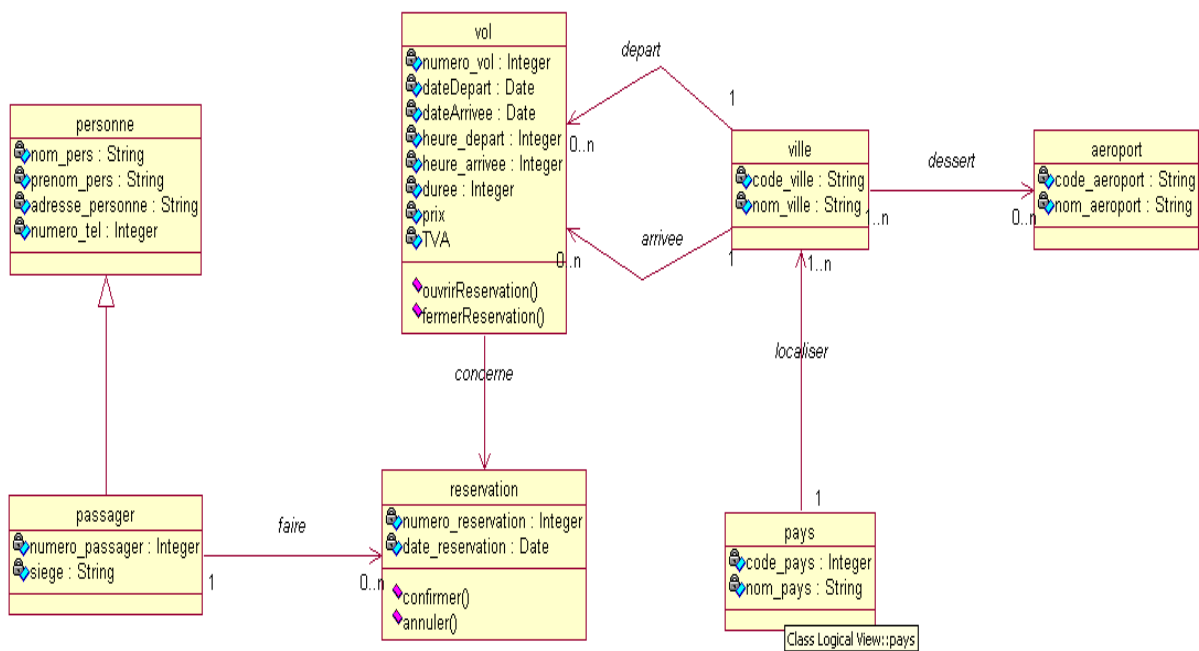 vol
numero_vol : Integer
dateDepart : Date
dateArrivee : Date
heure_depart : Integer
heure_arrivee : Integer
duree : Integer
prix
TVA
ouvrirReservation()
fermerReservation()
depart
1
0..n
arrivee
1
0..n
personne
nom_pers : String
prenom_pers : String
adresse_personne : String
numero_tel : Integer
ville
code_ville : String
nom_ville : String
dessert
1..n
0..n
aeroport
code_aeroport : String
nom_aeroport : String
1..n
localiser
1
concerne
passager
numero_passager : Integer
siege : String
faire
1
0..n
reservation
numero_reservation : Integer
date_reservation : Date
confirmer()
annuler()
pays
code_pays : Integer
nom_pays : String
Class Logical View::pays